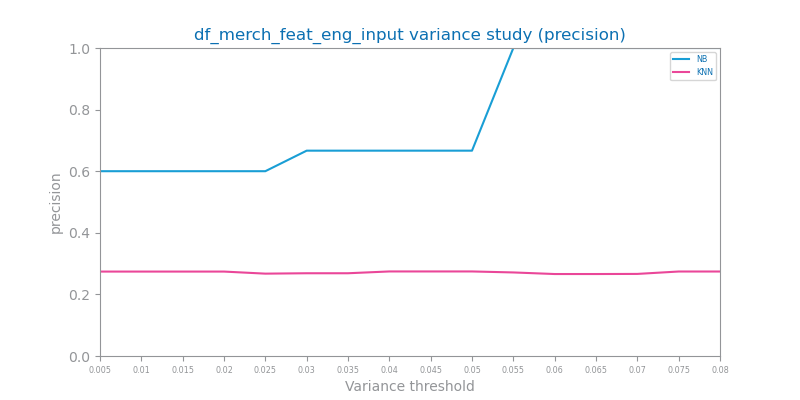 df_merch_feat_eng_input variance study (precision)
NB
KNN
precision
1.0
0.8
0.6
0.4
0.2
0.0
0.005 0.01 0.015 0.02 0.025 0.03 0.035 0.04 0.045 0.05 0.055 0.06 0.065 0.07 0.075 0.08
Variance threshold